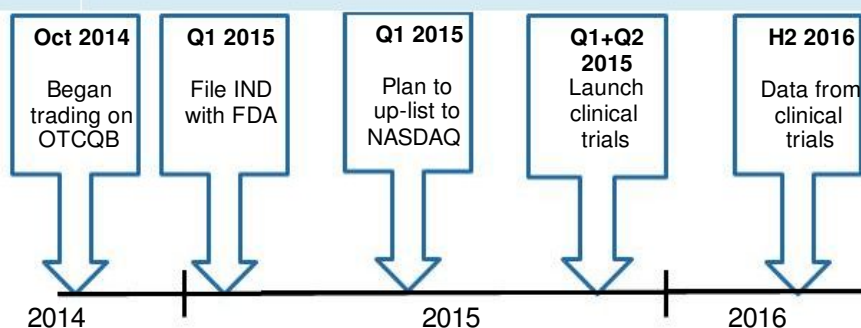 Oct 2014
Began
trading on
OTCQB
Q1 2015
File IND
with FDA
Q1 2015
Plan to
up-list to
NASDAQ
Q1+Q2
2015
Launch
clinical
trials
H2 2016
Data from
clinical
trials
2014
2015
2016